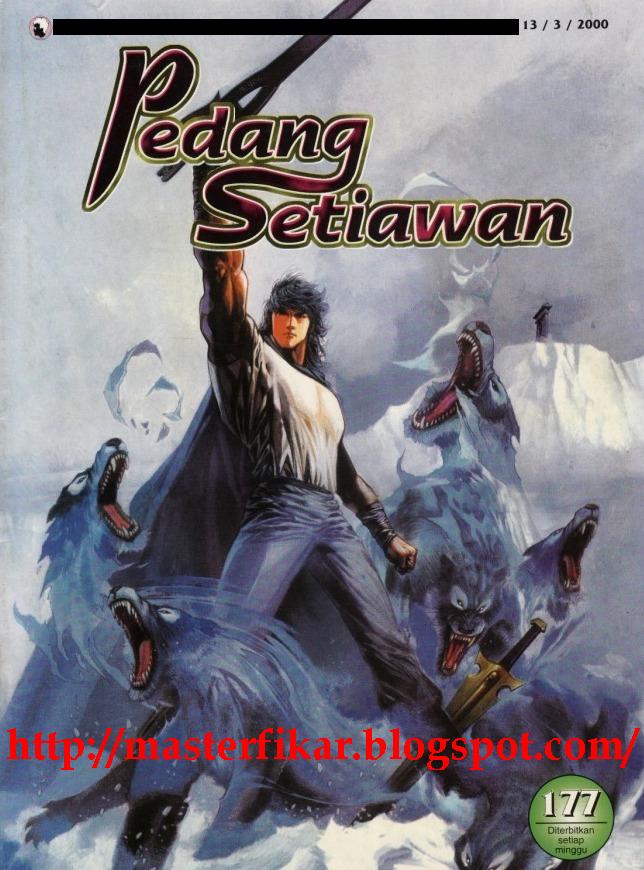 13 / 3 / 2000
Pedang
Setiawan
http://masterfikar.blogspot.com/
177
Diterbitkan
setiap
minggu